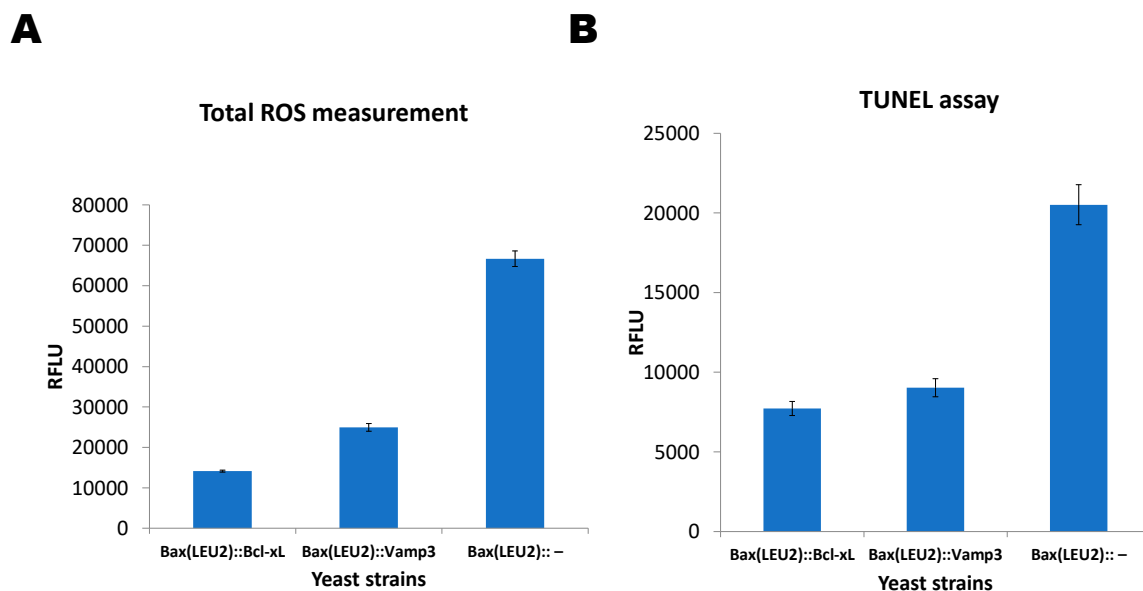 A
Total ROS measurement
80000
70000
60000
50000
40000
30000
20000
10000
0
RFLU
Bax(LEU2)::Bcl-xL Bax(LEU2)::Vamp3 Bax(LEU2):: –
Yeast strains
B
TUNEL assay
25000
20000
15000
10000
5000
0
RFLU
Bax(LEU2)::Bcl-xL Bax(LEU2)::Vamp3 Bax(LEU2):: –
Yeast strains